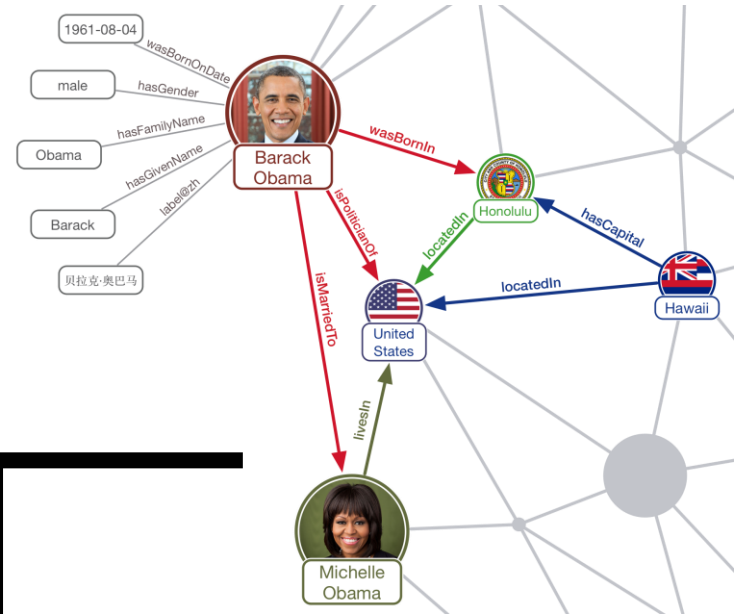 1961-08-04
wasBornOnDate
male
hasGender
hasFamilyName
Obama
hasGivenName
Barack
label@zh
贝拉克·奥巴马
Barack
Obama
wasBornIn
Honolulu
isPoliticianOf
locatedIn
hasCapital
locatedIn
Hawaii
isMarriedTo
United
States
livesIn
Michelle
Obama